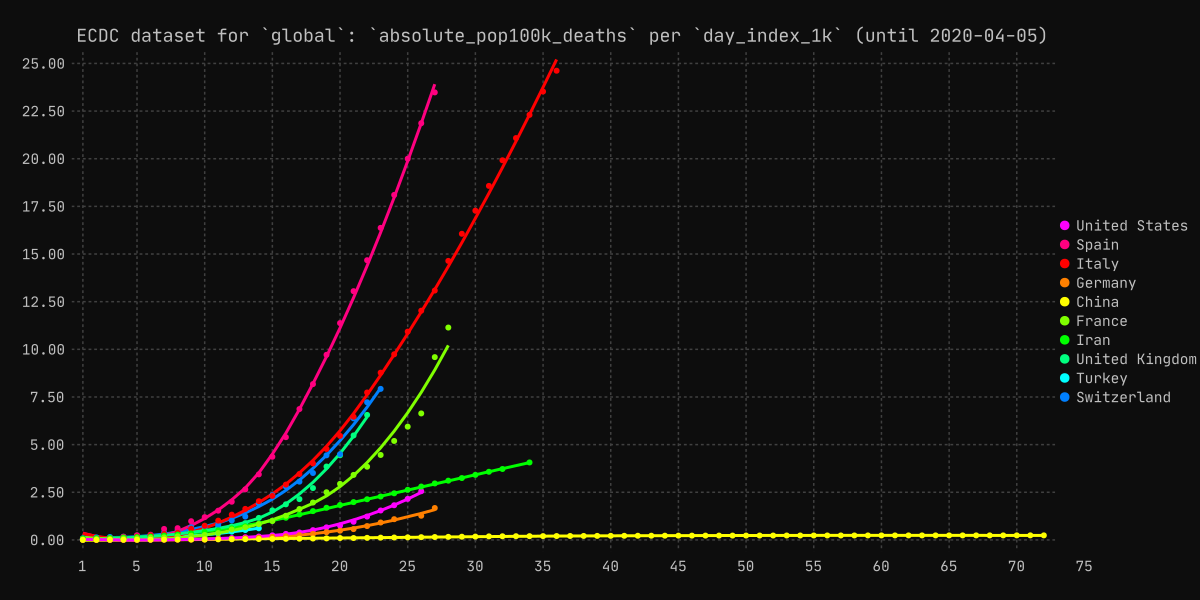 ECDC dataset for `global`: `absolute_pop100k_deaths` per `day_index_1k` (until 2020-04-05)
25.00
22.50
20.00
17.50
15.00
12.50
10.00
7.50
5.00
2.50
0.00
1 5 10 15 20 25 30 35 40 45 50 55 60 65 70 75
United States
Spain
Italy
Germany
China
France
Iran
United Kingdom
Turkey
Switzerland